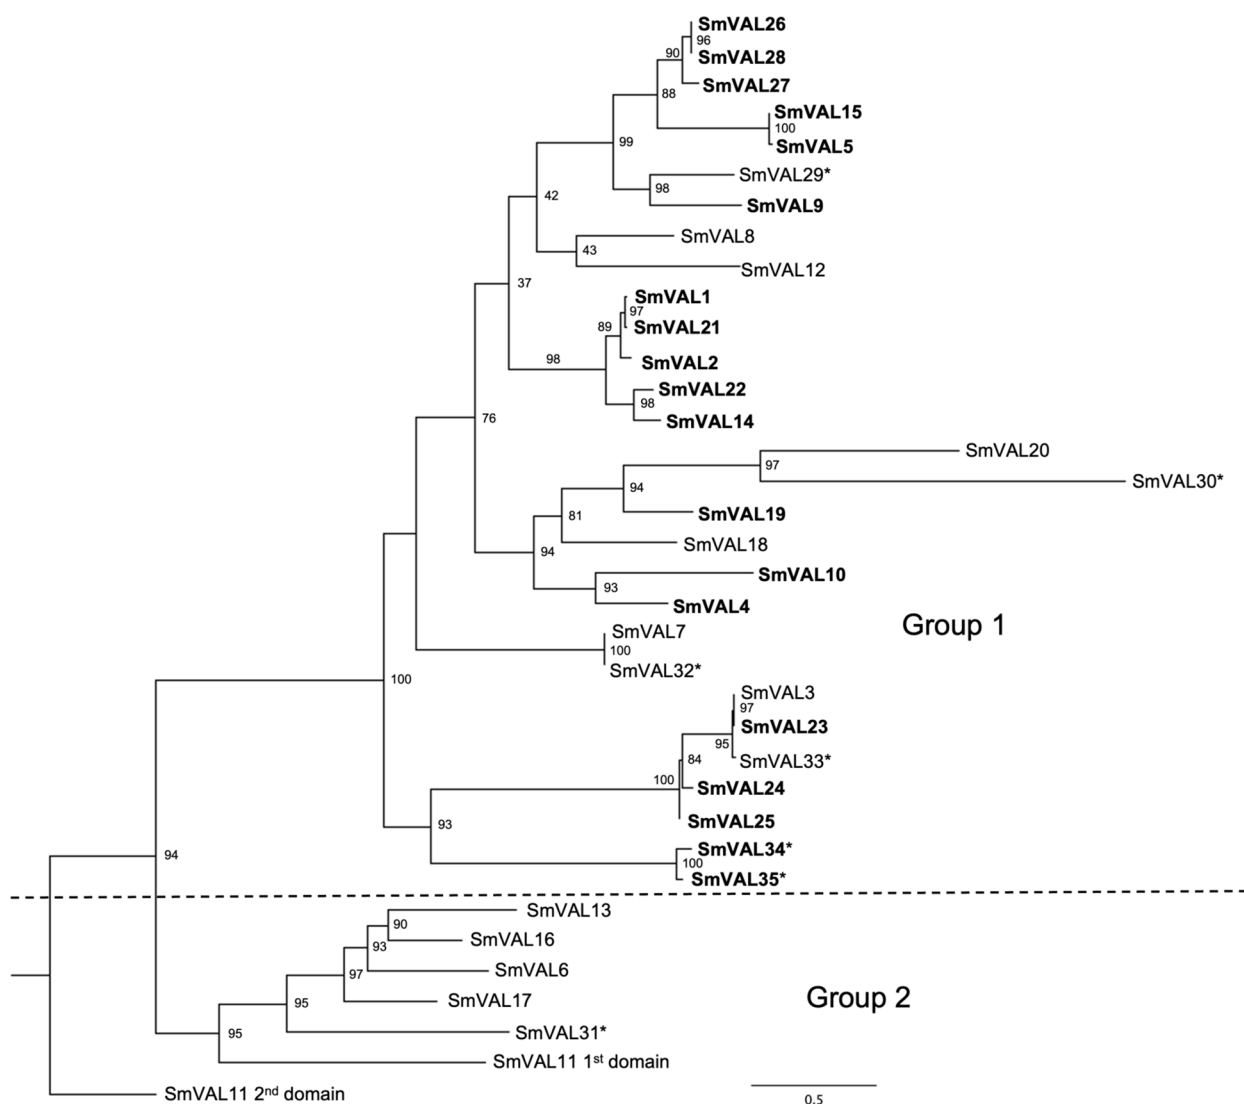 SmVAL26
96
90
SmVAL28
SmVAL27
88
SmVAL15
100
99
SmVAL5
SmVAL29*
98
42
SmVAL9
SmVAL8
43
SmVAL12
37
SmVAL1
97
89
SmVAL21
98
SmVAL2
SmVAL22
98
76
SmVAL14
SmVAL20
97
SmVAL30*
94
SmVAL19
81
SmVAL18
94
SmVAL10
93
SmVAL4
Group 1
SmVAL7
100
SmVAL32*
100
SmVAL3
97
SmVAL23
95
84
SmVAL33*
100
SmVAL24
93
SmVAL25
94
SmVAL34*
100
SmVAL35*
SmVAL13
90
SmVAL16
93
SmVAL6
97
Group 2
SmVAL17
95
SmVAL31*
95
SmVAL11 1st domain
SmVAL11 2nd domain
0.5